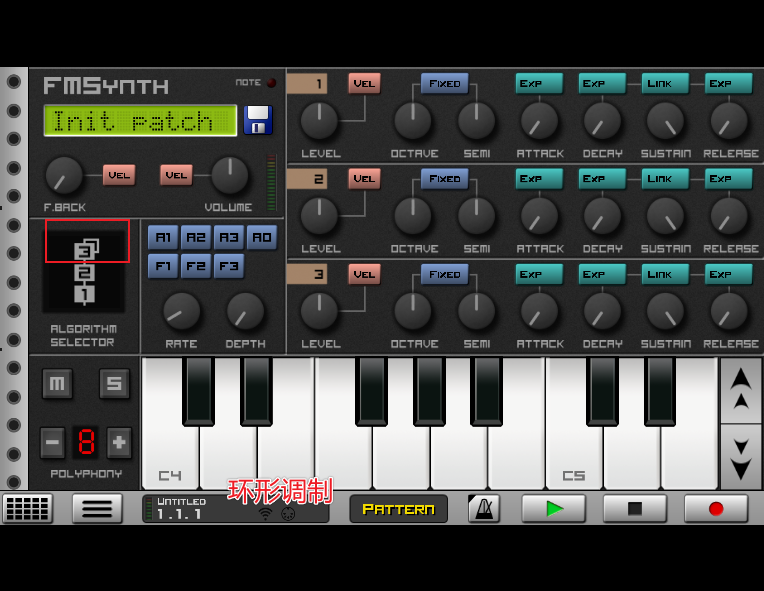 FMSynth
NOTE
Init patch
VEL
VEL
F.BACK
VOLUME
1
VEL
FIXED
EXP
EXP
LINK
EXP
LEVEL
OCTAVE
SEMI
ATTACK
DECAY
SUSTAIN
RELEASE
2
VEL
FIXED
EXP
EXP
LINK
EXP
LEVEL
OCTAVE
SEMI
ATTACK
DECAY
SUSTAIN
RELEASE
3
VEL
FIXED
EXP
EXP
LINK
EXP
LEVEL
OCTAVE
SEMI
ATTACK
DECAY
SUSTAIN
RELEASE
3
2
1
ALGORITHM
SELECTOR
A1
A2
A3
AO
F1
F2
F3
RATE
DEPTH
M
S
- 8 +
POLYPHONY
C4
C5
环形调制
UNTITLED
1.1.1
PATTERN